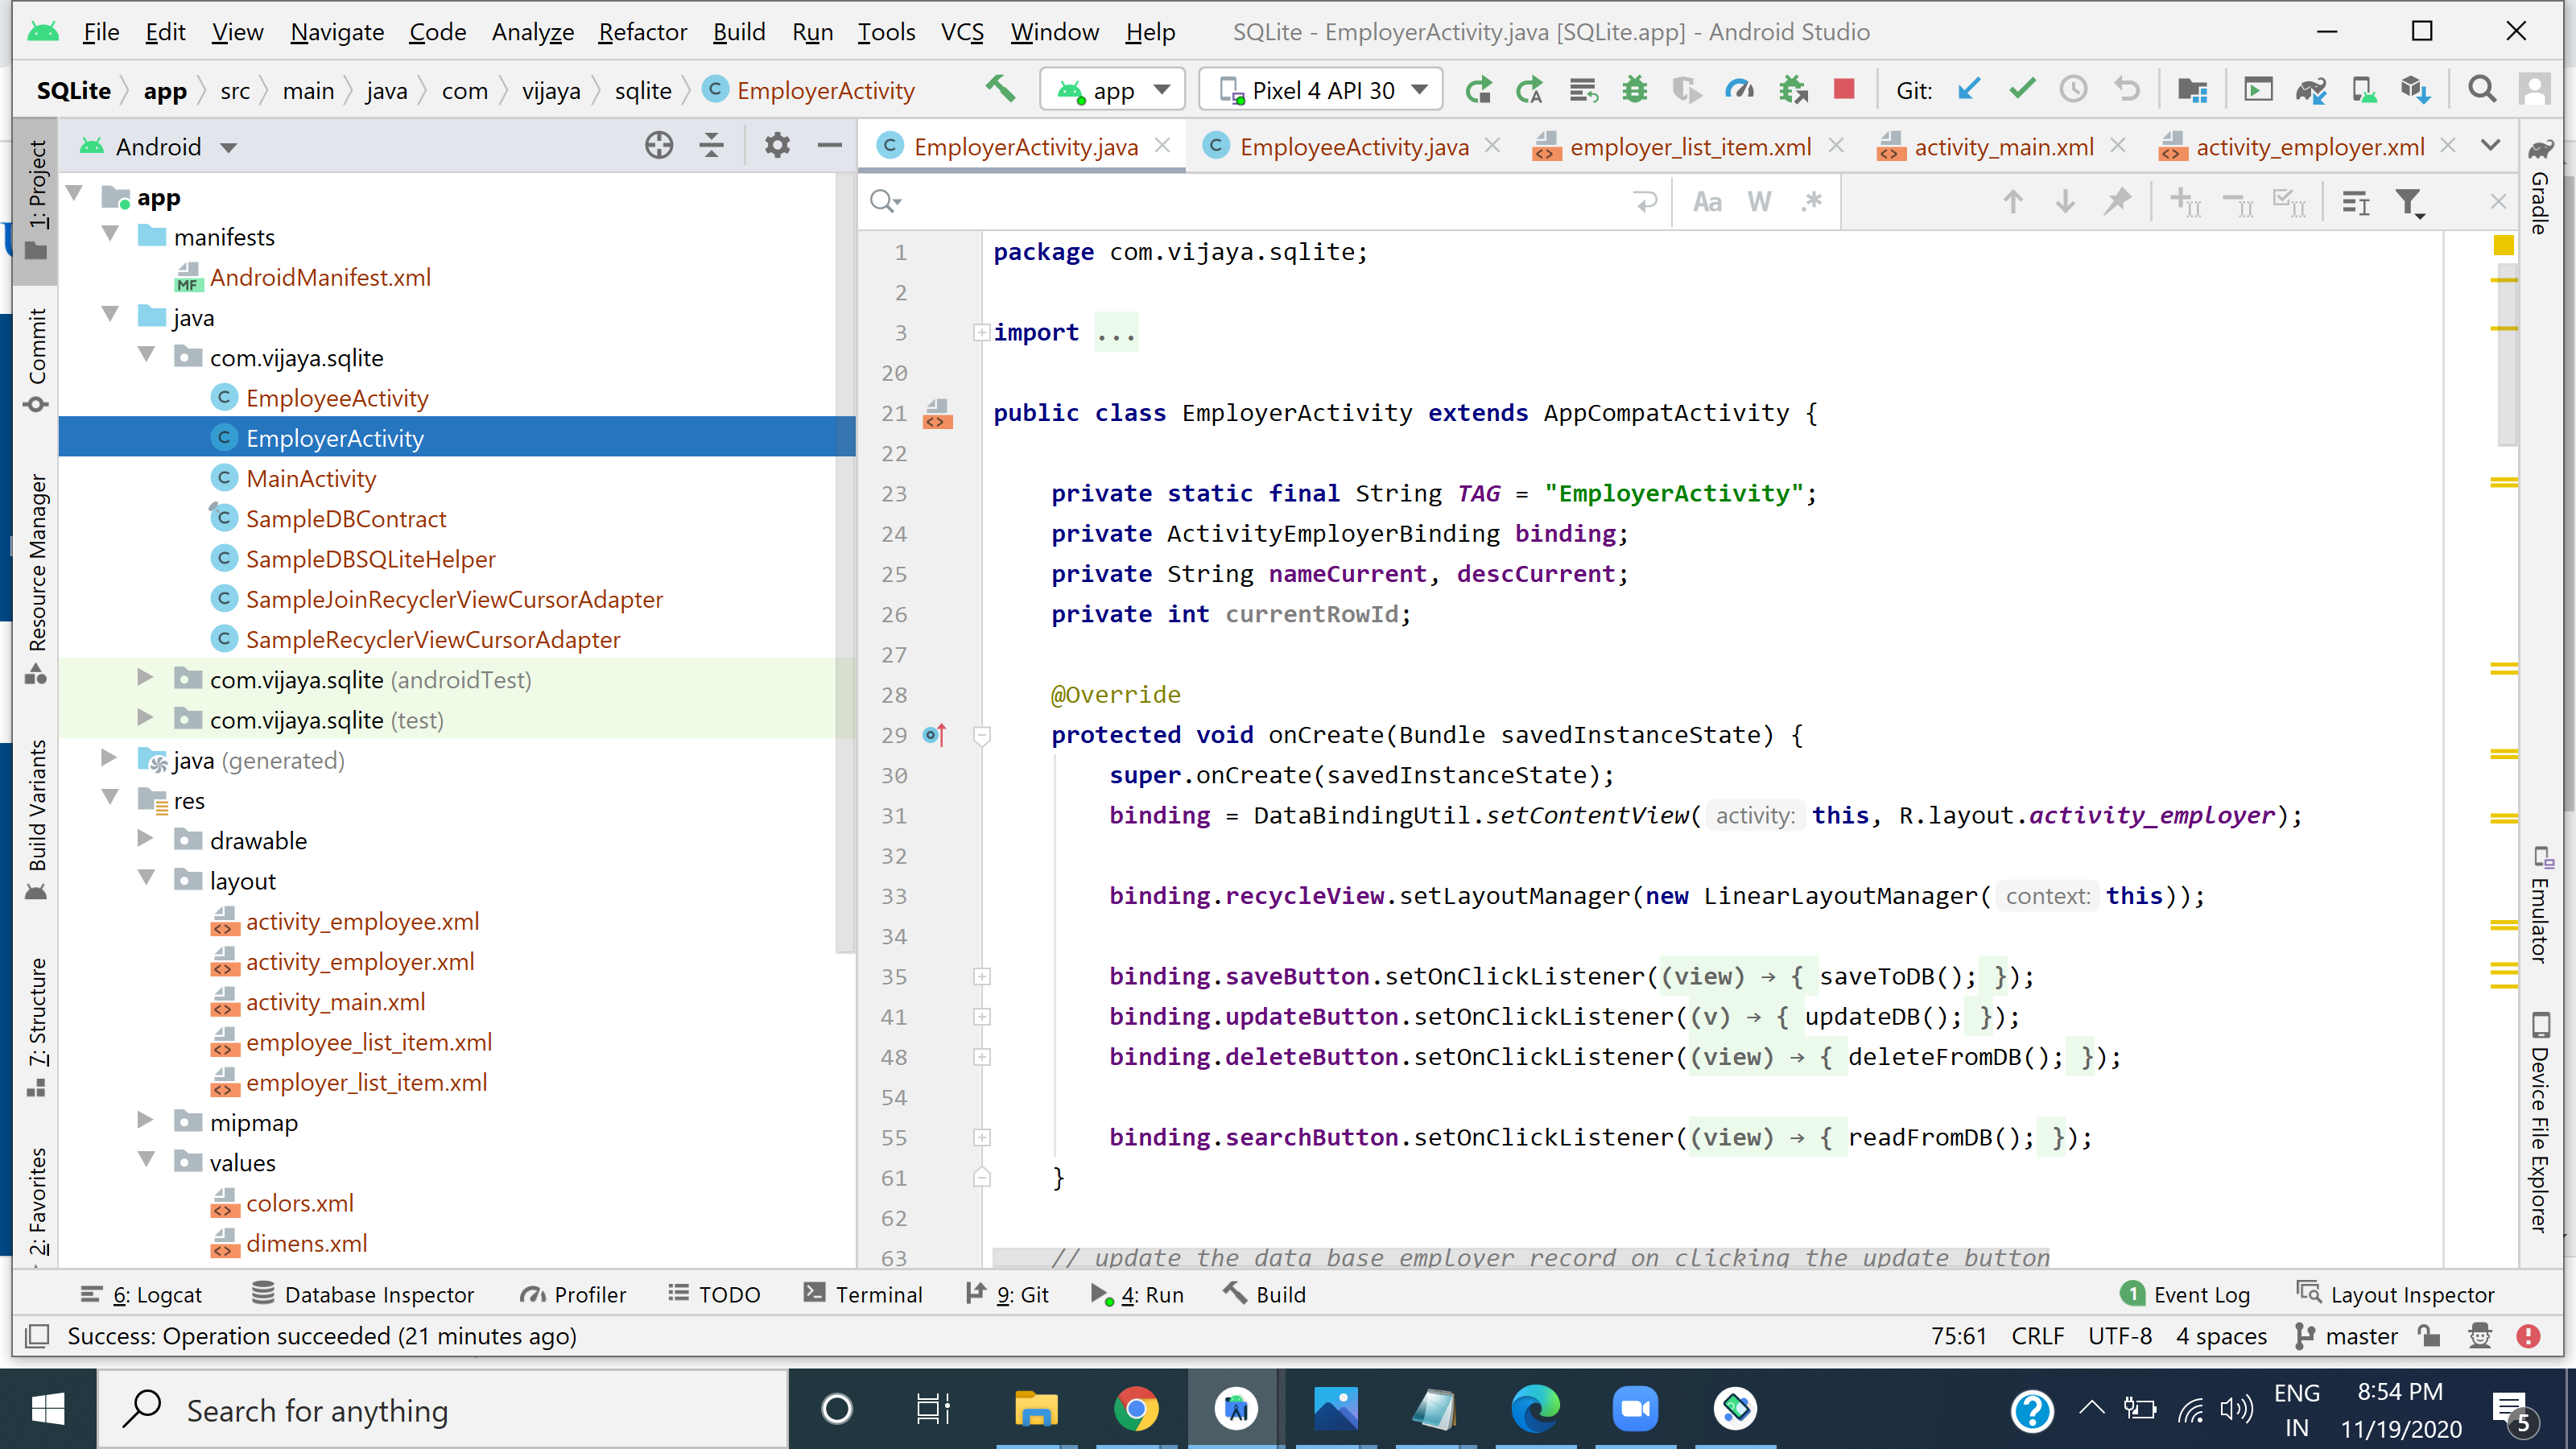 File Edit View Navigate Code Analyze Refactor Build Run Tools VCS Window Help SQLite - EmployerActivity.java [SQLite.app] - Android Studio
SQLite app src main java com vijaya sqlite EmployerActivity app Pixel 4 API 30 Git:
Android
EmployerActivity.java EmployeeActivity.java employer_list_item.xml activity_main.xml activity_employer.xml
Aa W .*
1: Project
Commit
Resource Manager
Build Variants
7: Structure
2: Favorites
app
manifests
AndroidManifest.xml
java
com.vijaya.sqlite
EmployeeActivity
EmployerActivity
MainActivity
SampleDBContract
SampleDBSQLiteHelper
SampleJoinRecyclerViewCursorAdapter
SampleRecyclerViewCursorAdapter
com.vijaya.sqlite (androidTest)
com.vijaya.sqlite (test)
java (generated)
res
drawable
layout
activity_employee.xml
activity_employer.xml
activity_main.xml
employee_list_item.xml
employer_list_item.xml
mipmap
values
colors.xml
dimens.xml
1 package com.vijaya.sqlite;
2
3 import ...
20
21 public class EmployerActivity extends AppCompatActivity {
22
23 private static final String TAG = "EmployerActivity";
24 private ActivityEmployerBinding binding;
25 private String nameCurrent, descCurrent;
26 private int currentRowId;
27
28 @Override
29 protected void onCreate(Bundle savedInstanceState) {
30 super.onCreate(savedInstanceState);
31 binding = DataBindingUtil.setContentView( activity: this, R.layout.activity_employer);
32
33 binding.recycleView.setLayoutManager(new LinearLayoutManager( context: this));
34
35 binding.saveButton.setOnClickListener((view) → { saveToDB(); });
41 binding.updateButton.setOnClickListener((v) → { updateDB(); });
48 binding.deleteButton.setOnClickListener((view) → { deleteFromDB(); });
54
55 binding.searchButton.setOnClickListener((view) → { readFromDB(); });
61 }
62
63 // update the data base employer record on clicking the update button
Gradle
Emulator
Device File Explorer
6: Logcat Database Inspector Profiler TODO Terminal 9: Git 4: Run Build 1 Event Log Layout Inspector
Success: Operation succeeded (21 minutes ago) 75:61 CRLF UTF-8 4 spaces master
Search for anything
ENG
IN
8:54 PM
11/19/2020
5